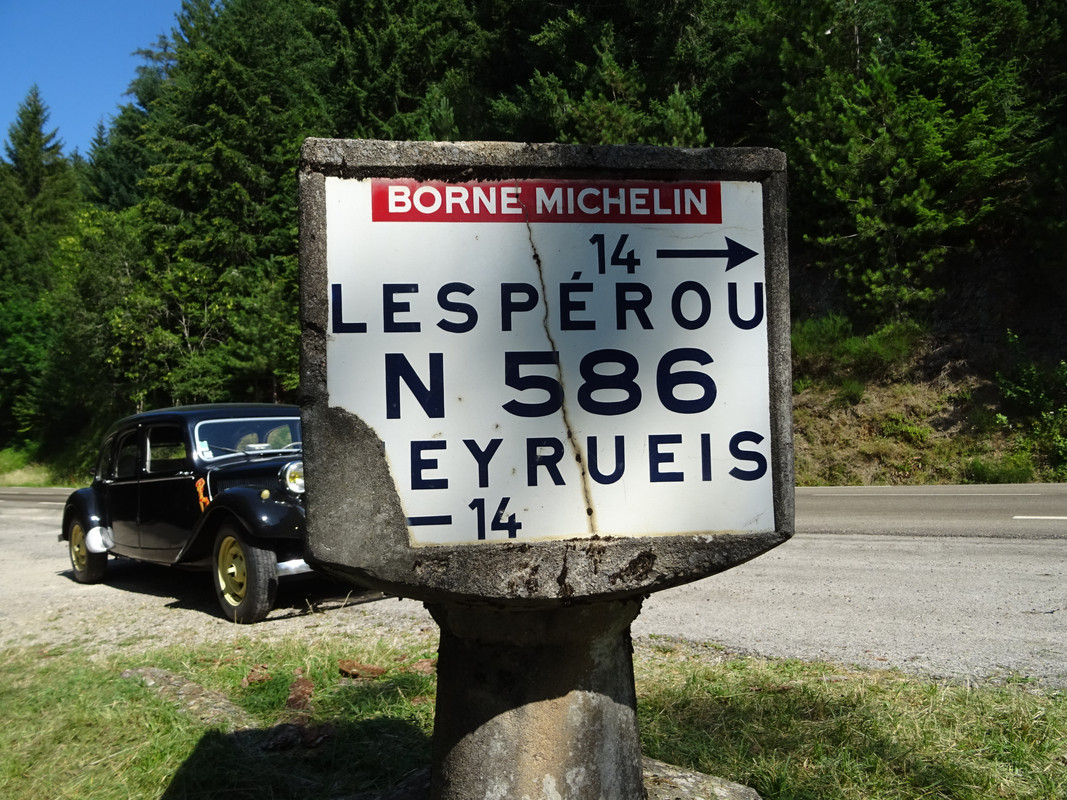 BORNE MICHELIN
14 →
LESPÉROU
N 586
EYRUEIS
14